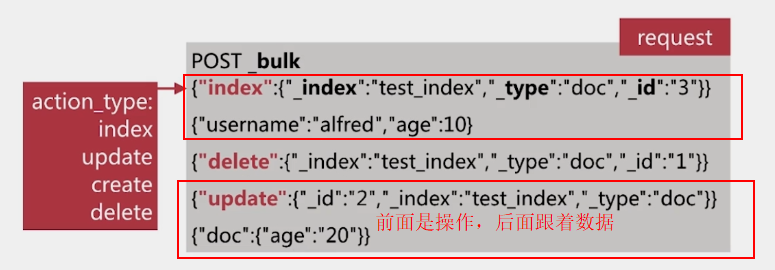 request
POST _bulk
{"index":{"_index":"test_index","_type":"doc","_id":"3"}}
{"username":"alfred","age":10}
{"delete":{"_index":"test_index","_type":"doc","_id":"1"}}
{"update":{"_id":"2","_index":"test_index","_type":"doc"}}
前面是操作，后面跟着数据
{"doc":{"age":"20"}}
action_type:
index
update
create
delete